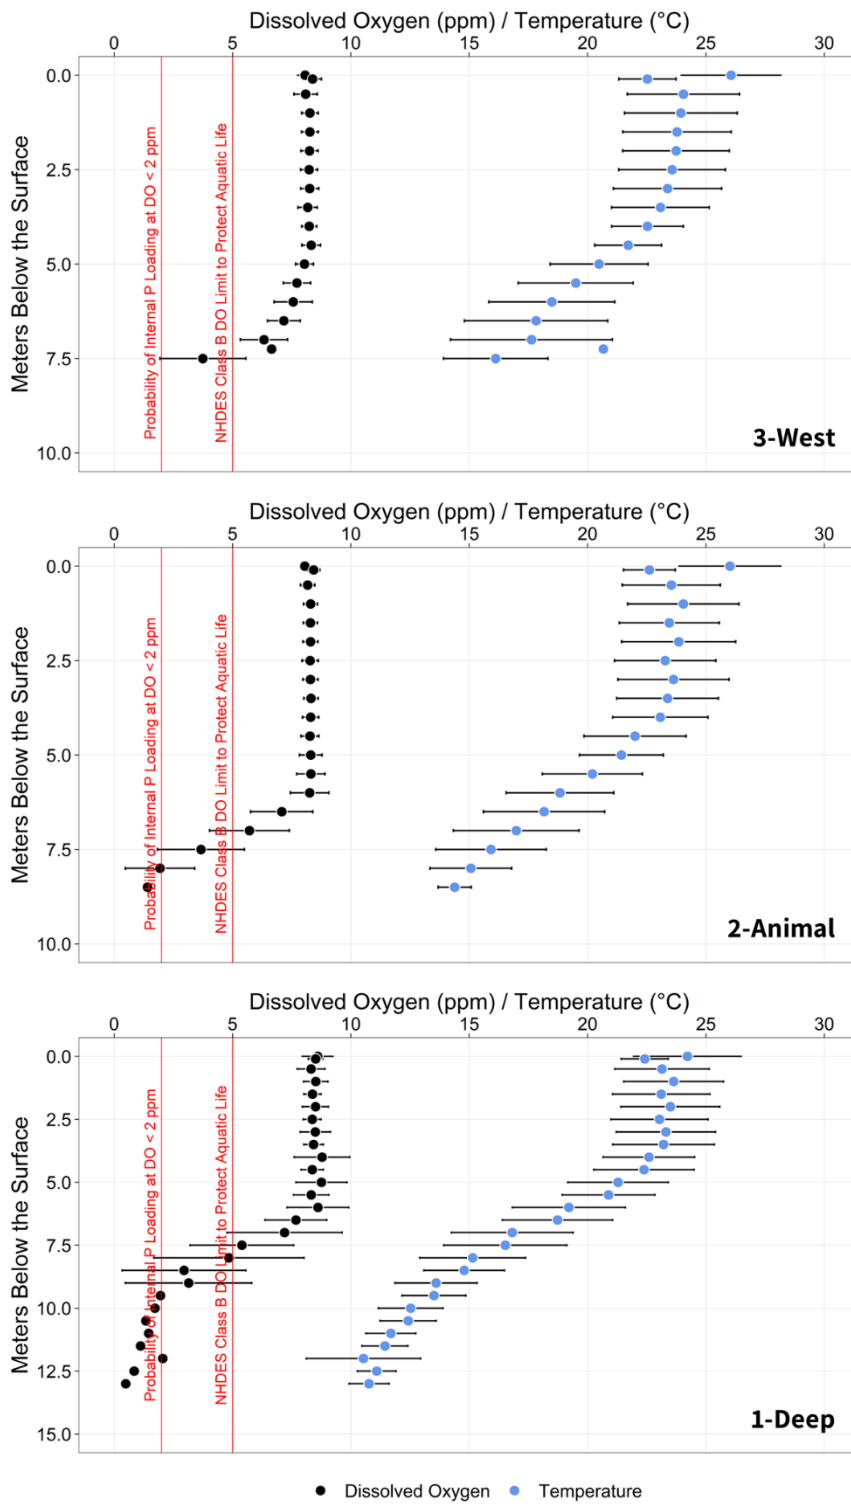 Dissolved Oxygen (ppm) / Temperature (°C)
0 5 10 15 20 25 30
Meters Below the Surface
0.0
2.5
5.0
7.5
10.0
Probability of Internal P Loading at DO < 2 ppm
NHDES Class B DO Limit to Protect Aquatic Life
3-West
Dissolved Oxygen (ppm) / Temperature (°C)
0 5 10 15 20 25 30
Meters Below the Surface
0.0
2.5
5.0
7.5
10.0
Probability of Internal P Loading at DO < 2 ppm
NHDES Class B DO Limit to Protect Aquatic Life
2-Animal
Dissolved Oxygen (ppm) / Temperature (°C)
0 5 10 15 20 25 30
Meters Below the Surface
0.0
2.5
5.0
7.5
10.0
12.5
15.0
Probability of Internal P Loading at DO < 2 ppm
NHDES Class B DO Limit to Protect Aquatic Life
1-Deep
Dissolved Oxygen Temperature